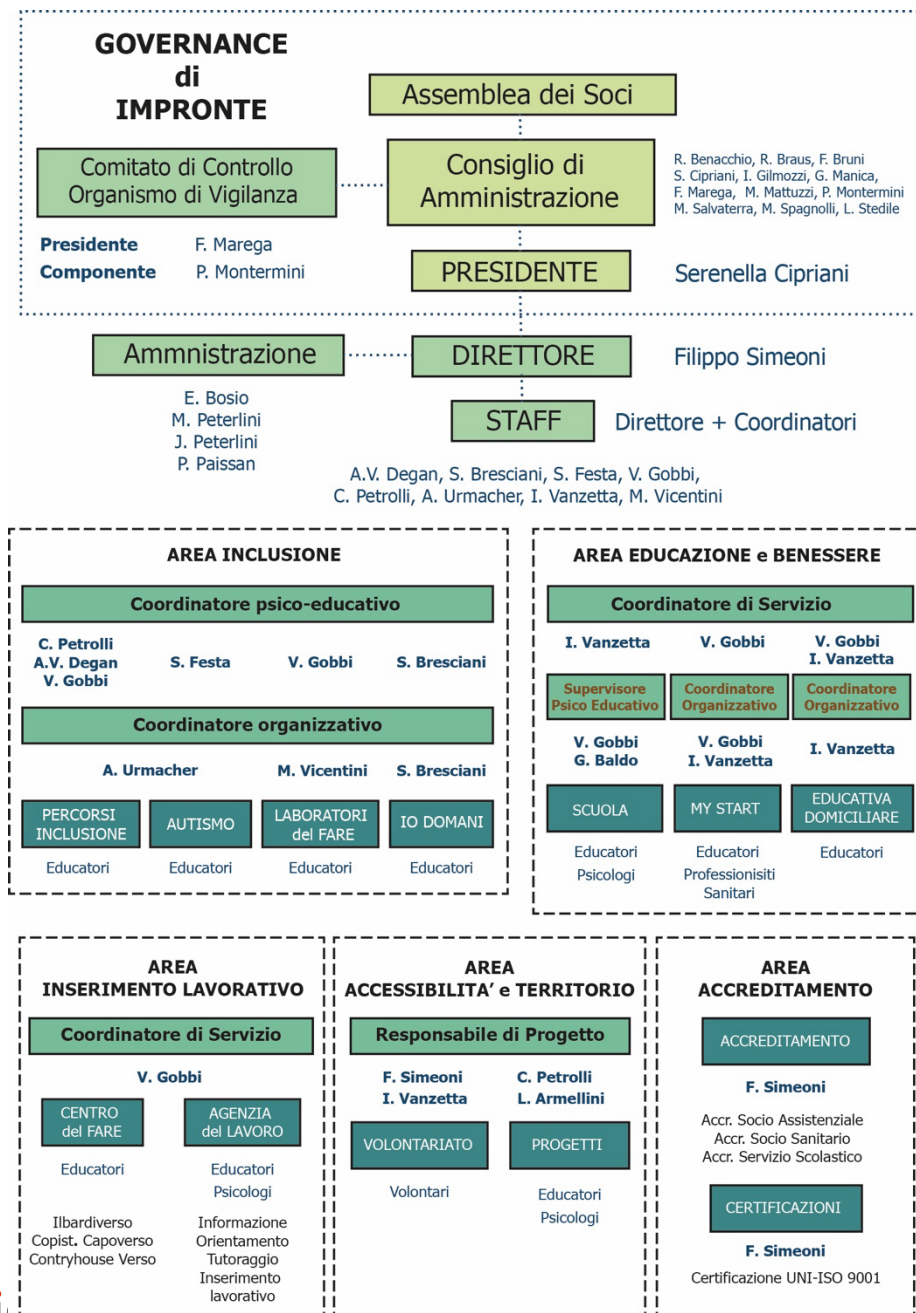 GOVERNANCE
di
IMPRONTE
Assemblea dei Soci
Comitato di Controllo
Organismo di Vigilanza
Consiglio di
Amministrazione
R. Benacchio, R. Braus, F. Bruni
S. Cipriani, I. Gilmozzi, G. Manica,
F. Marega, M. Mattuzzi, P. Montermini
M. Salvaterra, M. Spagnolli, L. Stedile
Presidente F. Marega
Componente P. Montermini
PRESIDENTE
Serenella Cipriani
Ammnistrazione
DIRETTORE
Filippo Simeoni
E. Bosio
M. Peterlini
J. Peterlini
P. Paissan
STAFF
Direttore + Coordinatori
A.V. Degan, S. Bresciani, S. Festa, V. Gobbi,
C. Petrolli, A. Urmacher, I. Vanzetta, M. Vicentini
AREA INCLUSIONE
Coordinatore psico-educativo
C. Petrolli
A.V. Degan
V. Gobbi
S. Festa
V. Gobbi
S. Bresciani
Coordinatore organizzativo
A. Urmacher
M. Vicentini
S. Bresciani
PERCORSI
INCLUSIONE
AUTISMO
LABORATORI
del FARE
IO DOMANI
Educatori
Educatori
Educatori
Educatori
AREA EDUCAZIONE e BENESSERE
Coordinatore di Servizio
I. Vanzetta
V. Gobbi
V. Gobbi
I. Vanzetta
Supervisore
Psico Educativo
Coordinatore
Organizzativo
Coordinatore
Organizzativo
V. Gobbi
G. Baldo
V. Gobbi
I. Vanzetta
I. Vanzetta
SCUOLA
MY START
EDUCATIVA
DOMICILIARE
Educatori
Psicologi
Educatori
Professionisiti
Sanitari
Educatori
AREA
INSERIMENTO LAVORATIVO
Coordinatore di Servizio
V. Gobbi
CENTRO
del FARE
AGENZIA
del LAVORO
Educatori
Educatori
Psicologi
Ilbardiverso
Copist. Capoverso
Contryhouse Verso
Informazione
Orientamento
Tutoraggio
Inserimento
lavorativo
AREA
ACCESSIBILITA' e TERRITORIO
Responsabile di Progetto
F. Simeoni
I. Vanzetta
C. Petrolli
L. Armellini
VOLONTARIATO
PROGETTI
Volontari
Educatori
Psicologi
AREA
ACCREDITAMENTO
ACCREDITAMENTO
F. Simeoni
Accr. Socio Assistenziale
Accr. Socio Sanitario
Accr. Servizio Scolastico
CERTIFICAZIONI
F. Simeoni
Certificazione UNI-ISO 9001